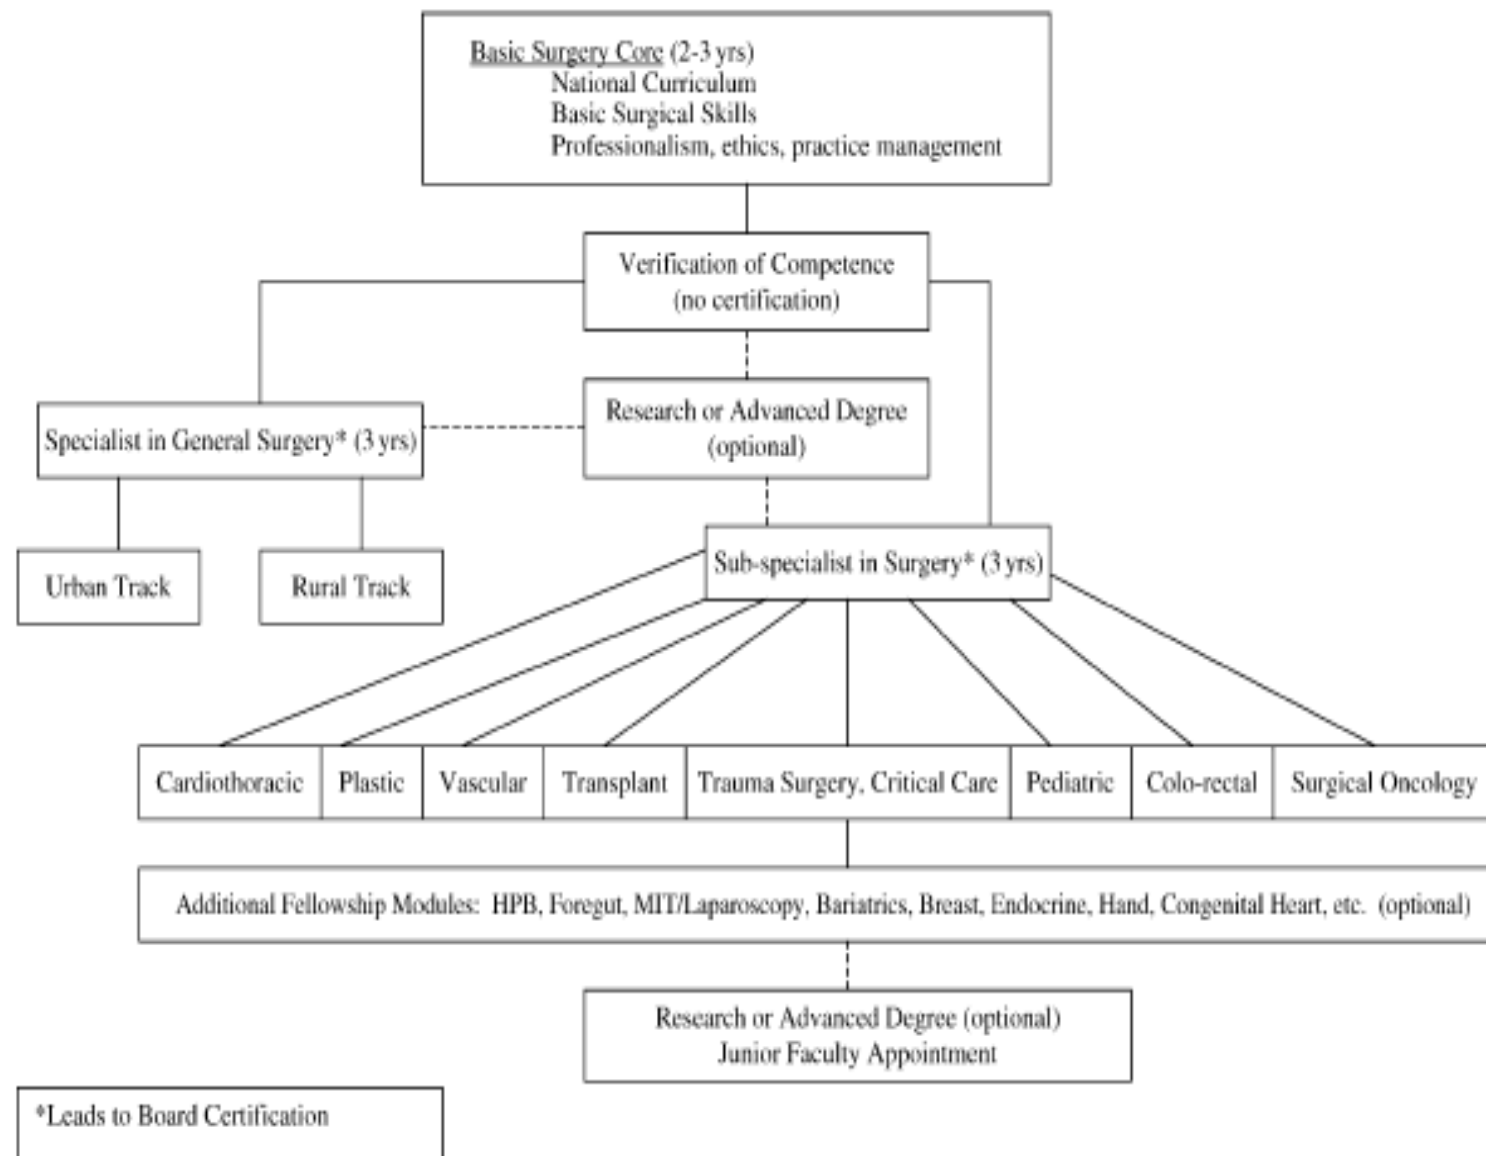 Basic Surgery Core (2-3 yrs)
National Curriculum
Basic Surgical Skills
Professionalism, ethics, practice management
Verification of Competence
(no certification)
Research or Advanced Degree
(optional)
Specialist in General Surgery* (3 yrs)
Urban Track
Rural Track
Sub-specialist in Surgery* (3 yrs)
Cardiothoracic
Plastic
Vascular
Transplant
Trauma Surgery, Critical Care
Pediatric
Colo-rectal
Surgical Oncology
Additional Fellowship Modules: HPB, Foregut, MIT/Laparoscopy, Bariatrics, Breast, Endocrine, Hand, Congenital Heart, etc. (optional)
Research or Advanced Degree (optional)
Junior Faculty Appointment
*Leads to Board Certification